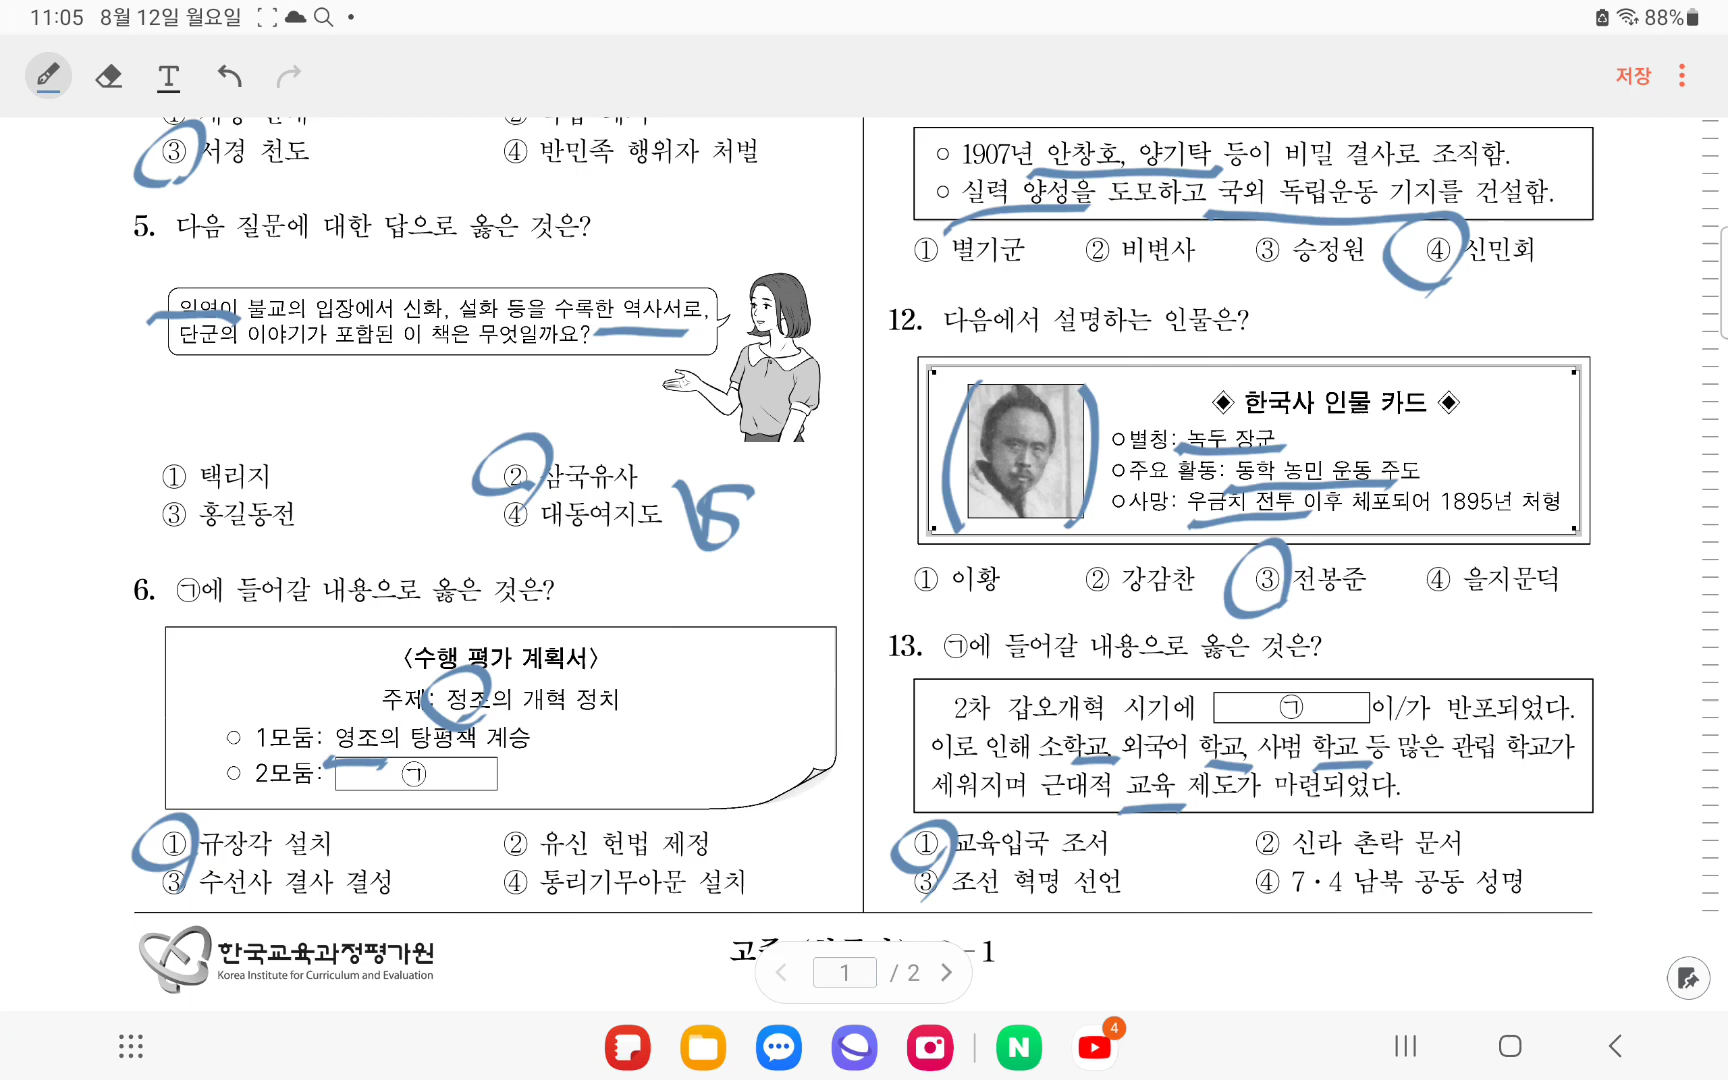 11:05 8월 12일 월요일
88%
저장
③ 서경 천도
④ 반민족 행위자 처벌
5. 다음 질문에 대한 답으로 옳은 것은?
일연이 불교의 입장에서 신화, 설화 등을 수록한 역사서로,
단군의 이야기가 포함된 이 책은 무엇일까요?
① 택리지
② 삼국유사
③ 홍길동전
④ 대동여지도
6. ㉠에 들어갈 내용으로 옳은 것은?
〈수행 평가 계획서〉
주제: 정조의 개혁 정치
○ 1모둠: 영조의 탕평책 계승
○ 2모둠: ㉠
① 규장각 설치
② 유신 헌법 제정
③ 수선사 결사 결성
④ 통리기무아문 설치
한국교육과정평가원
Korea Institute for Curriculum and Evaluation
○ 1907년 안창호, 양기탁 등이 비밀 결사로 조직함.
○ 실력 양성을 도모하고 국외 독립운동 기지를 건설함.
① 별기군 ② 비변사 ③ 승정원 ④ 신민회
12. 다음에서 설명하는 인물은?
◈ 한국사 인물 카드 ◈
○별칭: 녹두 장군
○주요 활동: 동학 농민 운동 주도
○사망: 우금치 전투 이후 체포되어 1895년 처형
① 이황 ② 강감찬 ③ 전봉준 ④ 을지문덕
13. ㉠에 들어갈 내용으로 옳은 것은?
2차 갑오개혁 시기에 ㉠ 이/가 반포되었다.
이로 인해 소학교, 외국어 학교, 사범 학교 등 많은 관립 학교가
세워지며 근대적 교육 제도가 마련되었다.
① 교육입국 조서
② 신라 촌락 문서
③ 조선 혁명 선언
④ 7·4 남북 공동 성명
1 / 2
4